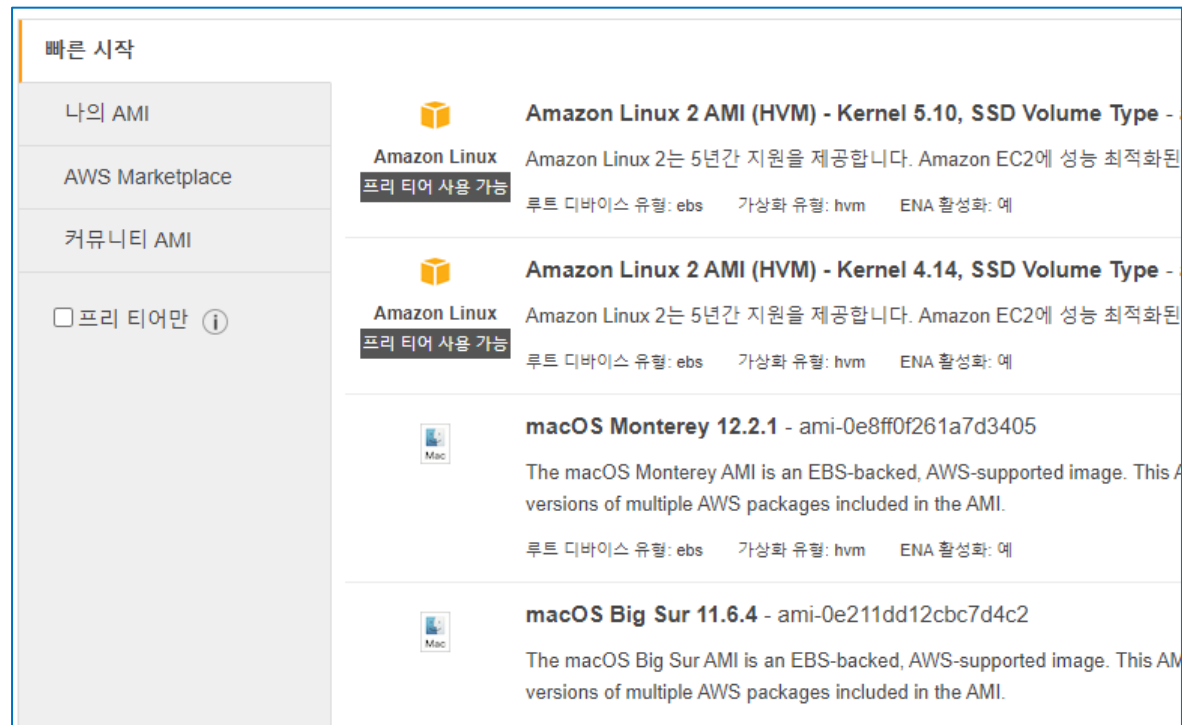 빠른 시작
나의 AMI
AWS Marketplace
커뮤니티 AMI
프리 티어만
Amazon Linux
프리 티어 사용 가능
Amazon Linux 2 AMI (HVM) - Kernel 5.10, SSD Volume Type -
Amazon Linux 2는 5년간 지원을 제공합니다. Amazon EC2에 성능 최적화된
루트 디바이스 유형: ebs 가상화 유형: hvm ENA 활성화: 예
Amazon Linux
프리 티어 사용 가능
Amazon Linux 2 AMI (HVM) - Kernel 4.14, SSD Volume Type -
Amazon Linux 2는 5년간 지원을 제공합니다. Amazon EC2에 성능 최적화된
루트 디바이스 유형: ebs 가상화 유형: hvm ENA 활성화: 예
Mac
macOS Monterey 12.2.1 - ami-0e8ff0f261a7d3405
The macOS Monterey AMI is an EBS-backed, AWS-supported image. This
versions of multiple AWS packages included in the AMI.
루트 디바이스 유형: ebs 가상화 유형: hvm ENA 활성화: 예
Mac
macOS Big Sur 11.6.4 - ami-0e211dd12cbc7d4c2
The macOS Big Sur AMI is an EBS-backed, AWS-supported image. This
versions of multiple AWS packages included in the AMI.